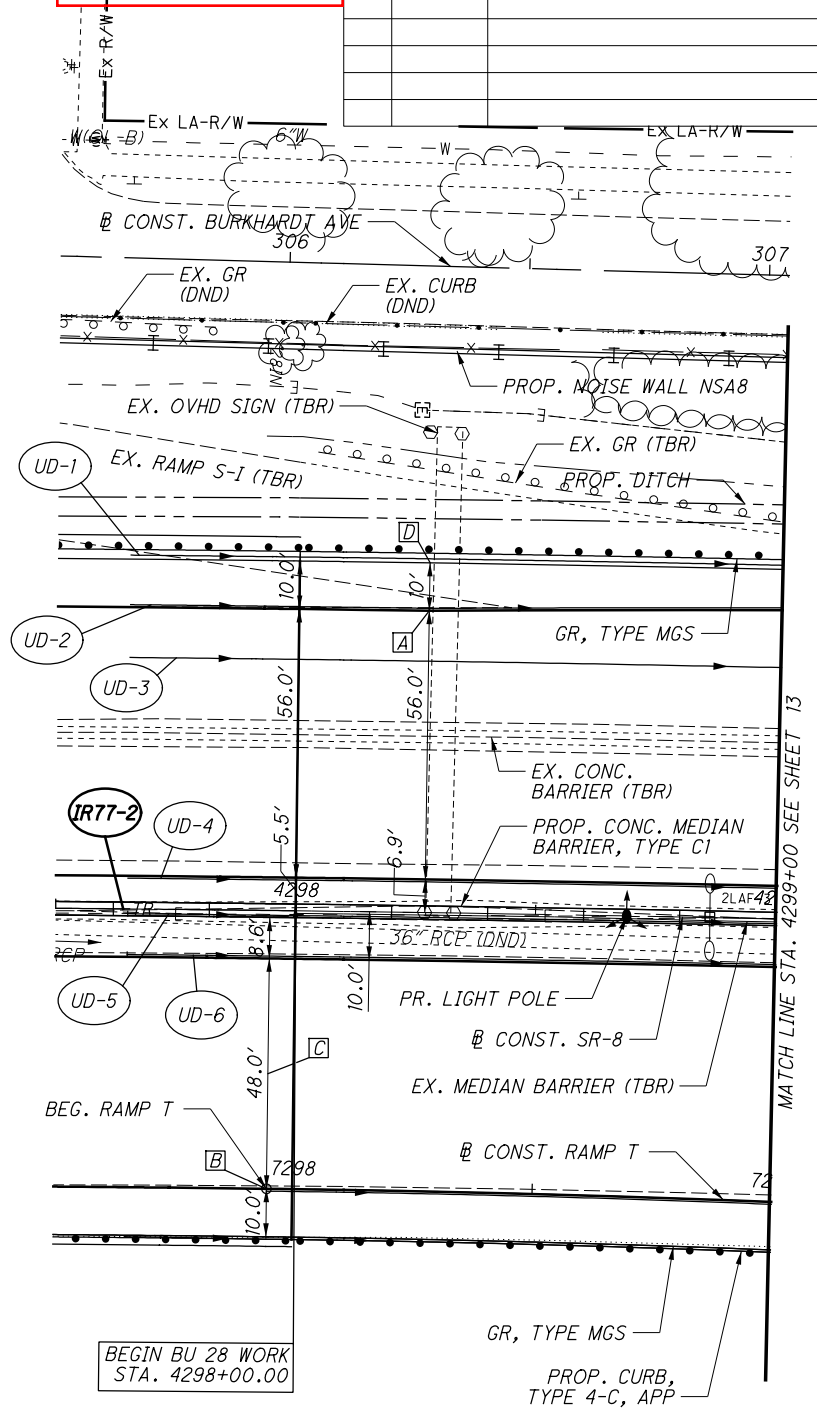 Ex R/W
Ex LA-R/W
Ex LA-R/W
6"W
W
℄ CONST. BURKHARDT AVE
306
307
EX. GR
(DND)
EX. CURB
(DND)
PROP. NOISE WALL NSA8
EX. OVHD SIGN (TBR)
E
EX. GR (TBR)
UD-1
EX. RAMP S-I (TBR)
PROP. DITCH
D
10.0'
10'
UD-2
A
GR, TYPE MGS
UD-3
56.0'
56.0'
EX. CONC.
BARRIER (TBR)
IR77-2
UD-4
5.5'
6.9'
PROP. CONC. MEDIAN
BARRIER, TYPE C1
4298
2LAF
42
IR
E
8.6'
36" RCP (DND)
RCP
10.0'
UD-5
UD-6
PR. LIGHT POLE
℄ CONST. SR-8
C
48.0'
EX. MEDIAN BARRIER (TBR)
MATCH LINE STA. 4299+00 SEE SHEET 13
BEG. RAMP T
℄ CONST. RAMP T
B
7298
72
10.0'
GR, TYPE MGS
BEGIN BU 28 WORK
STA. 4298+00.00
PROP. CURB,
TYPE 4-C, APP